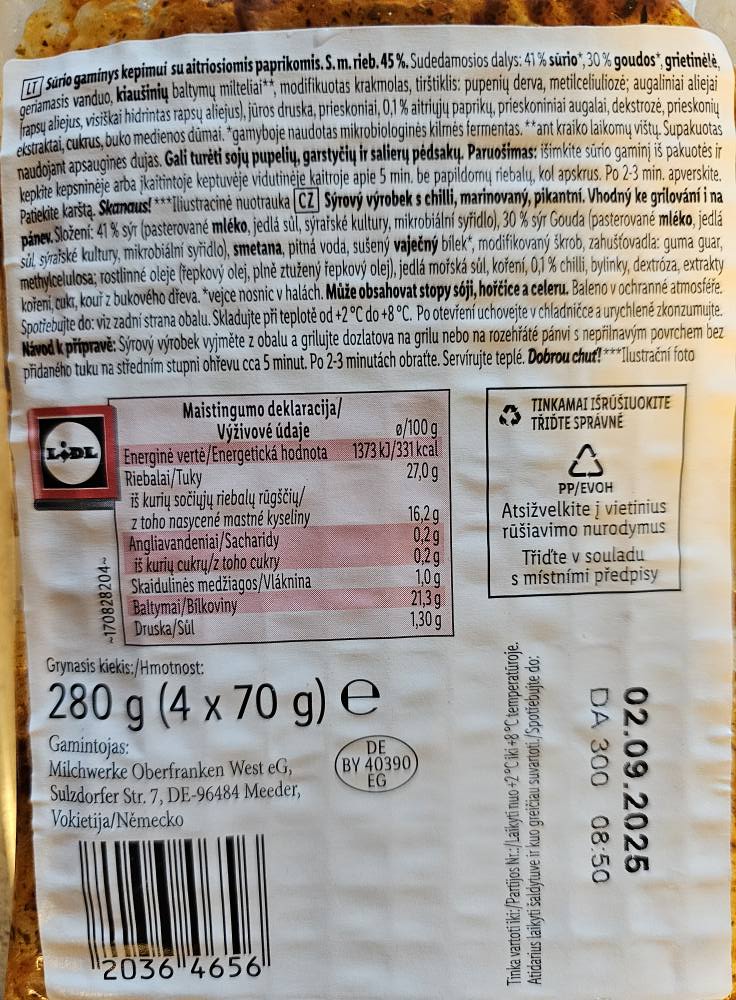 LT Sūrio gaminys kepimui su aitriosiomis paprikomis. S. m. rieb. 45 %. Sudedamosios dalys: 41 % sūrio*, 30 % goudos*, grietinėlė,
geriamasis vanduo, kiaušinių baltymų milteliai**, modifikuotas krakmolas, tirštiklis: pupenių derva, metilceliuliozė; augaliniai aliejai
(rapsų aliejus, visiškai hidrintas rapsų aliejus), jūros druska, prieskoniai, 0,1 % aitriųjų paprikų, prieskoniniai augalai, dekstrozė, prieskonių
ekstraktai, cukrus, buko medienos dūmai. *gamyboje naudotas mikrobiologinės kilmės fermentas. **ant kraiko laikomų vištų. Supakuotas
naudojant apsaugines dujas. Gali turėti sojų pupelių, garstyčių ir salierų pėdsakų. Paruošimas: išimkite sūrio gaminį iš pakuotės ir
kepkite kepsninėje arba įkaitintoje keptuvėje vidutinėje kaitroje apie 5 min. be papildomų riebalų, kol apskrus. Po 2-3 min. apverskite.
Patiekite karštą. Skanaus! ***Iliustracinė nuotrauka CZ Sýrový výrobek s chilli, marinovaný, pikantní. Vhodný ke grilování i na
pánev. Složení: 41 % sýr (pasterované mléko, jedlá sůl, sýrařské kultury, mikrobiální syřidlo), 30 % sýr Gouda (pasterované mléko, jedlá
sůl, sýrařské kultury, mikrobiální syřidlo), smetana, pitná voda, sušený vaječný bílek*, modifikovaný škrob, zahušťovadla: guma guar,
methylcelulosa; rostlinné oleje (řepkový olej, plně ztužený řepkový olej), jedlá mořská sůl, koření, 0,1 % chilli, bylinky, dextróza, extrakty
koření, cukr, kouř z bukového dřeva. *vejce nosnic v halách. Může obsahovat stopy sóji, hořčice a celeru. Baleno v ochranné atmosféře.
Spotřebujte do: viz zadní strana obalu. Skladujte při teplotě od +2 °C do +8 °C. Po otevření uchovejte v chladničce a urychleně zkonzumujte.
Návod k přípravě: Sýrový výrobek vyjměte z obalu a grilujte dozlatova na grilu nebo na rozehřáté pánvi s nepřilnavým povrchem bez
přidaného tuku na středním stupni ohřevu cca 5 minut. Po 2-3 minutách obraťte. Servírujte teplé. Dobrou chuť! ***Ilustrační foto
LIDL
Maistingumo deklaracija/
Výživové údaje ø/100 g
Energinė vertė/Energetická hodnota 1373 kJ/331 kcal
Riebalai/Tuky 27,0 g
iš kurių sočiųjų riebalų rūgščių/
z toho nasycené mastné kyseliny 16,2 g
Angliavandeniai/Sacharidy 0,2 g
iš kurių cukrų/z toho cukry 0,2 g
Skaidulinės medžiagos/Vláknina 1,0 g
Baltymai/Bílkoviny 21,3 g
Druska/Sůl 1,30 g
~170828204~
TINKAMAI IŠRŪŠIUOKITE
TŘIĎTE SPRÁVNĚ
PP/EVOH
Atsižvelkite į vietinius
rūšiavimo nurodymus
Třiďte v souladu
s místními předpisy
Grynasis kiekis:/Hmotnost:
280 g (4 x 70 g) ℮
Gamintojas:
Milchwerke Oberfranken West eG,
Sulzdorfer Str. 7, DE-96484 Meeder,
Vokietija/Německo
DE
BY 40390
EG
2036 4656
Tinka vartoti iki:/Partijos Nr.:/Laikyti nuo +2 °C iki +8 °C temperatūroje.
Atidarius laikyti šaldytuve ir kuo greičiau suvartoti./Spotřebujte do:
02.09.2025
DA 300 08:50